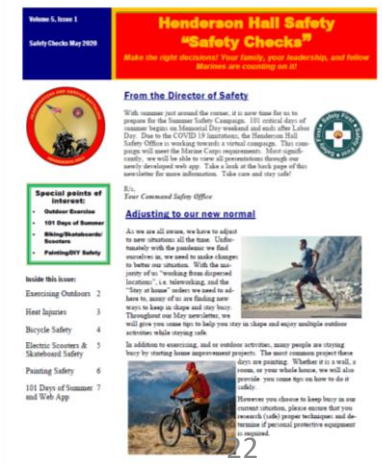 Volume 5, Issue 1
Safety Checks May 2020
Henderson Hall Safety
“Safety Checks”
Make the right decisions! Your family, your leadership, and fellow
Marines are counting on it!
From the Director of Safety
With summer just around the corner, it is now time for us to
prepare for the Summer Safety Campaign. 101 critical days of
summer begins on Memorial Day weekend and ends after Labor
Day. Due to the COVID 19 limitations, the Henderson Hall
Safety Office is working towards a virtual campaign. This cam-
paign will meet the Marine Corps requirements. Most signifi-
cantly, we will be able to view all presentations through our
newly developed web app. Take a look at the back page of this
newsletter for more information. Take care and stay safe!
R/s,
Your Command Safety Office
Special points of
interest:
• Outdoor Exercise
• 101 Days of Summer
• Biking/Skateboards/
Scooters
• Painting/DIY Safety
Inside this issue:
Exercising Outdoors 2
Heat Injuries 3
Bicycle Safety 4
Electric Scooters & 5
Skateboard Safety
Painting Safety 6
101 Days of Summer 7
and Web App
Adjusting to our new normal
As we are all aware, we have to adjust
to new situations all the time. Unfor-
tunately with the pandemic we find
ourselves in, we need to make changes
to better our situation. With the ma-
jority of us “working from dispersed
locations”, i.e. teleworking, and the
“Stay at home” orders we need to ad-
here to, many of us are finding new
ways to keep in shape and stay busy.
Throughout our May newsletter, we
will give you some tips to help you stay in shape and enjoy multiple outdoor
activities while staying safe.
In addition to exercising, and or outdoor activities, many people are staying
busy by starting home improvement projects. The most common project these
days are painting. Whether it is a wall, a
room, or your whole house, we will also
provide you some tips on how to do it
safely.
However you choose to keep busy in our
current situation, please ensure that you
research (safe) proper techniques and de-
termine if personal protective equipment
is required.
22